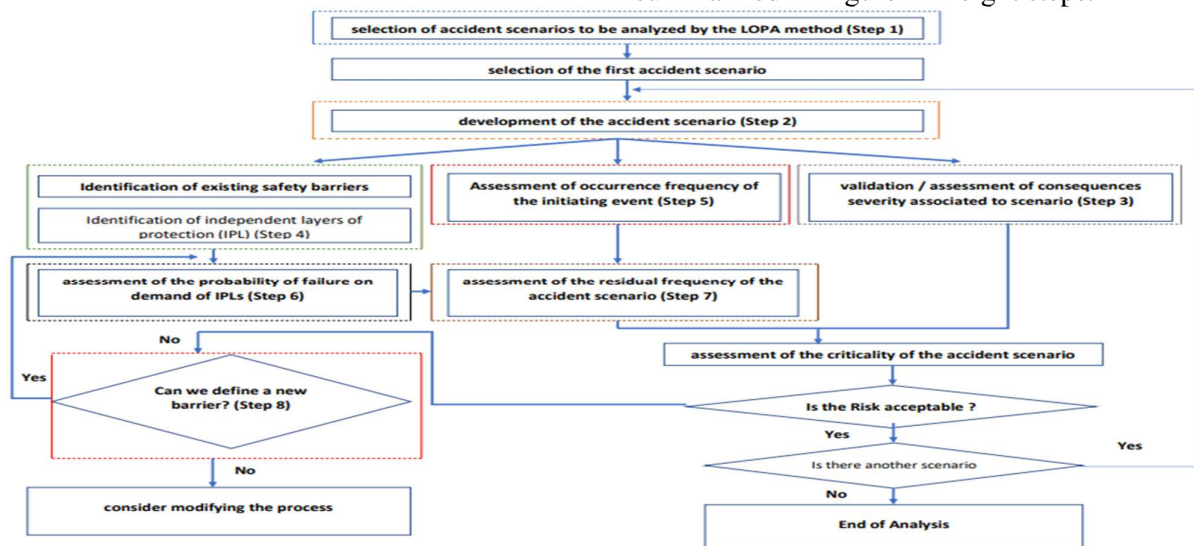 selection of accident scenarios to be analyzed by the LOPA method (Step 1)
selection of the first accident scenario
development of the accident scenario (Step 2)
Identification of existing safety barriers
Identification of independent layers of
protection (IPL) (Step 4)
Assessment of occurrence frequency of
the initiating event (Step 5)
validation / assessment of consequences
severity associated to scenario (Step 3)
assessment of the probability of failure on
demand of IPLs (Step 6)
assessment of the residual frequency of the
accident scenario (Step 7)
No
assessment of the criticality of the accident scenario
Yes
Can we define a new
barrier? (Step 8)
Is the Risk acceptable ?
Yes
Yes
Is there another scenario
No
No
consider modifying the process
End of Analysis